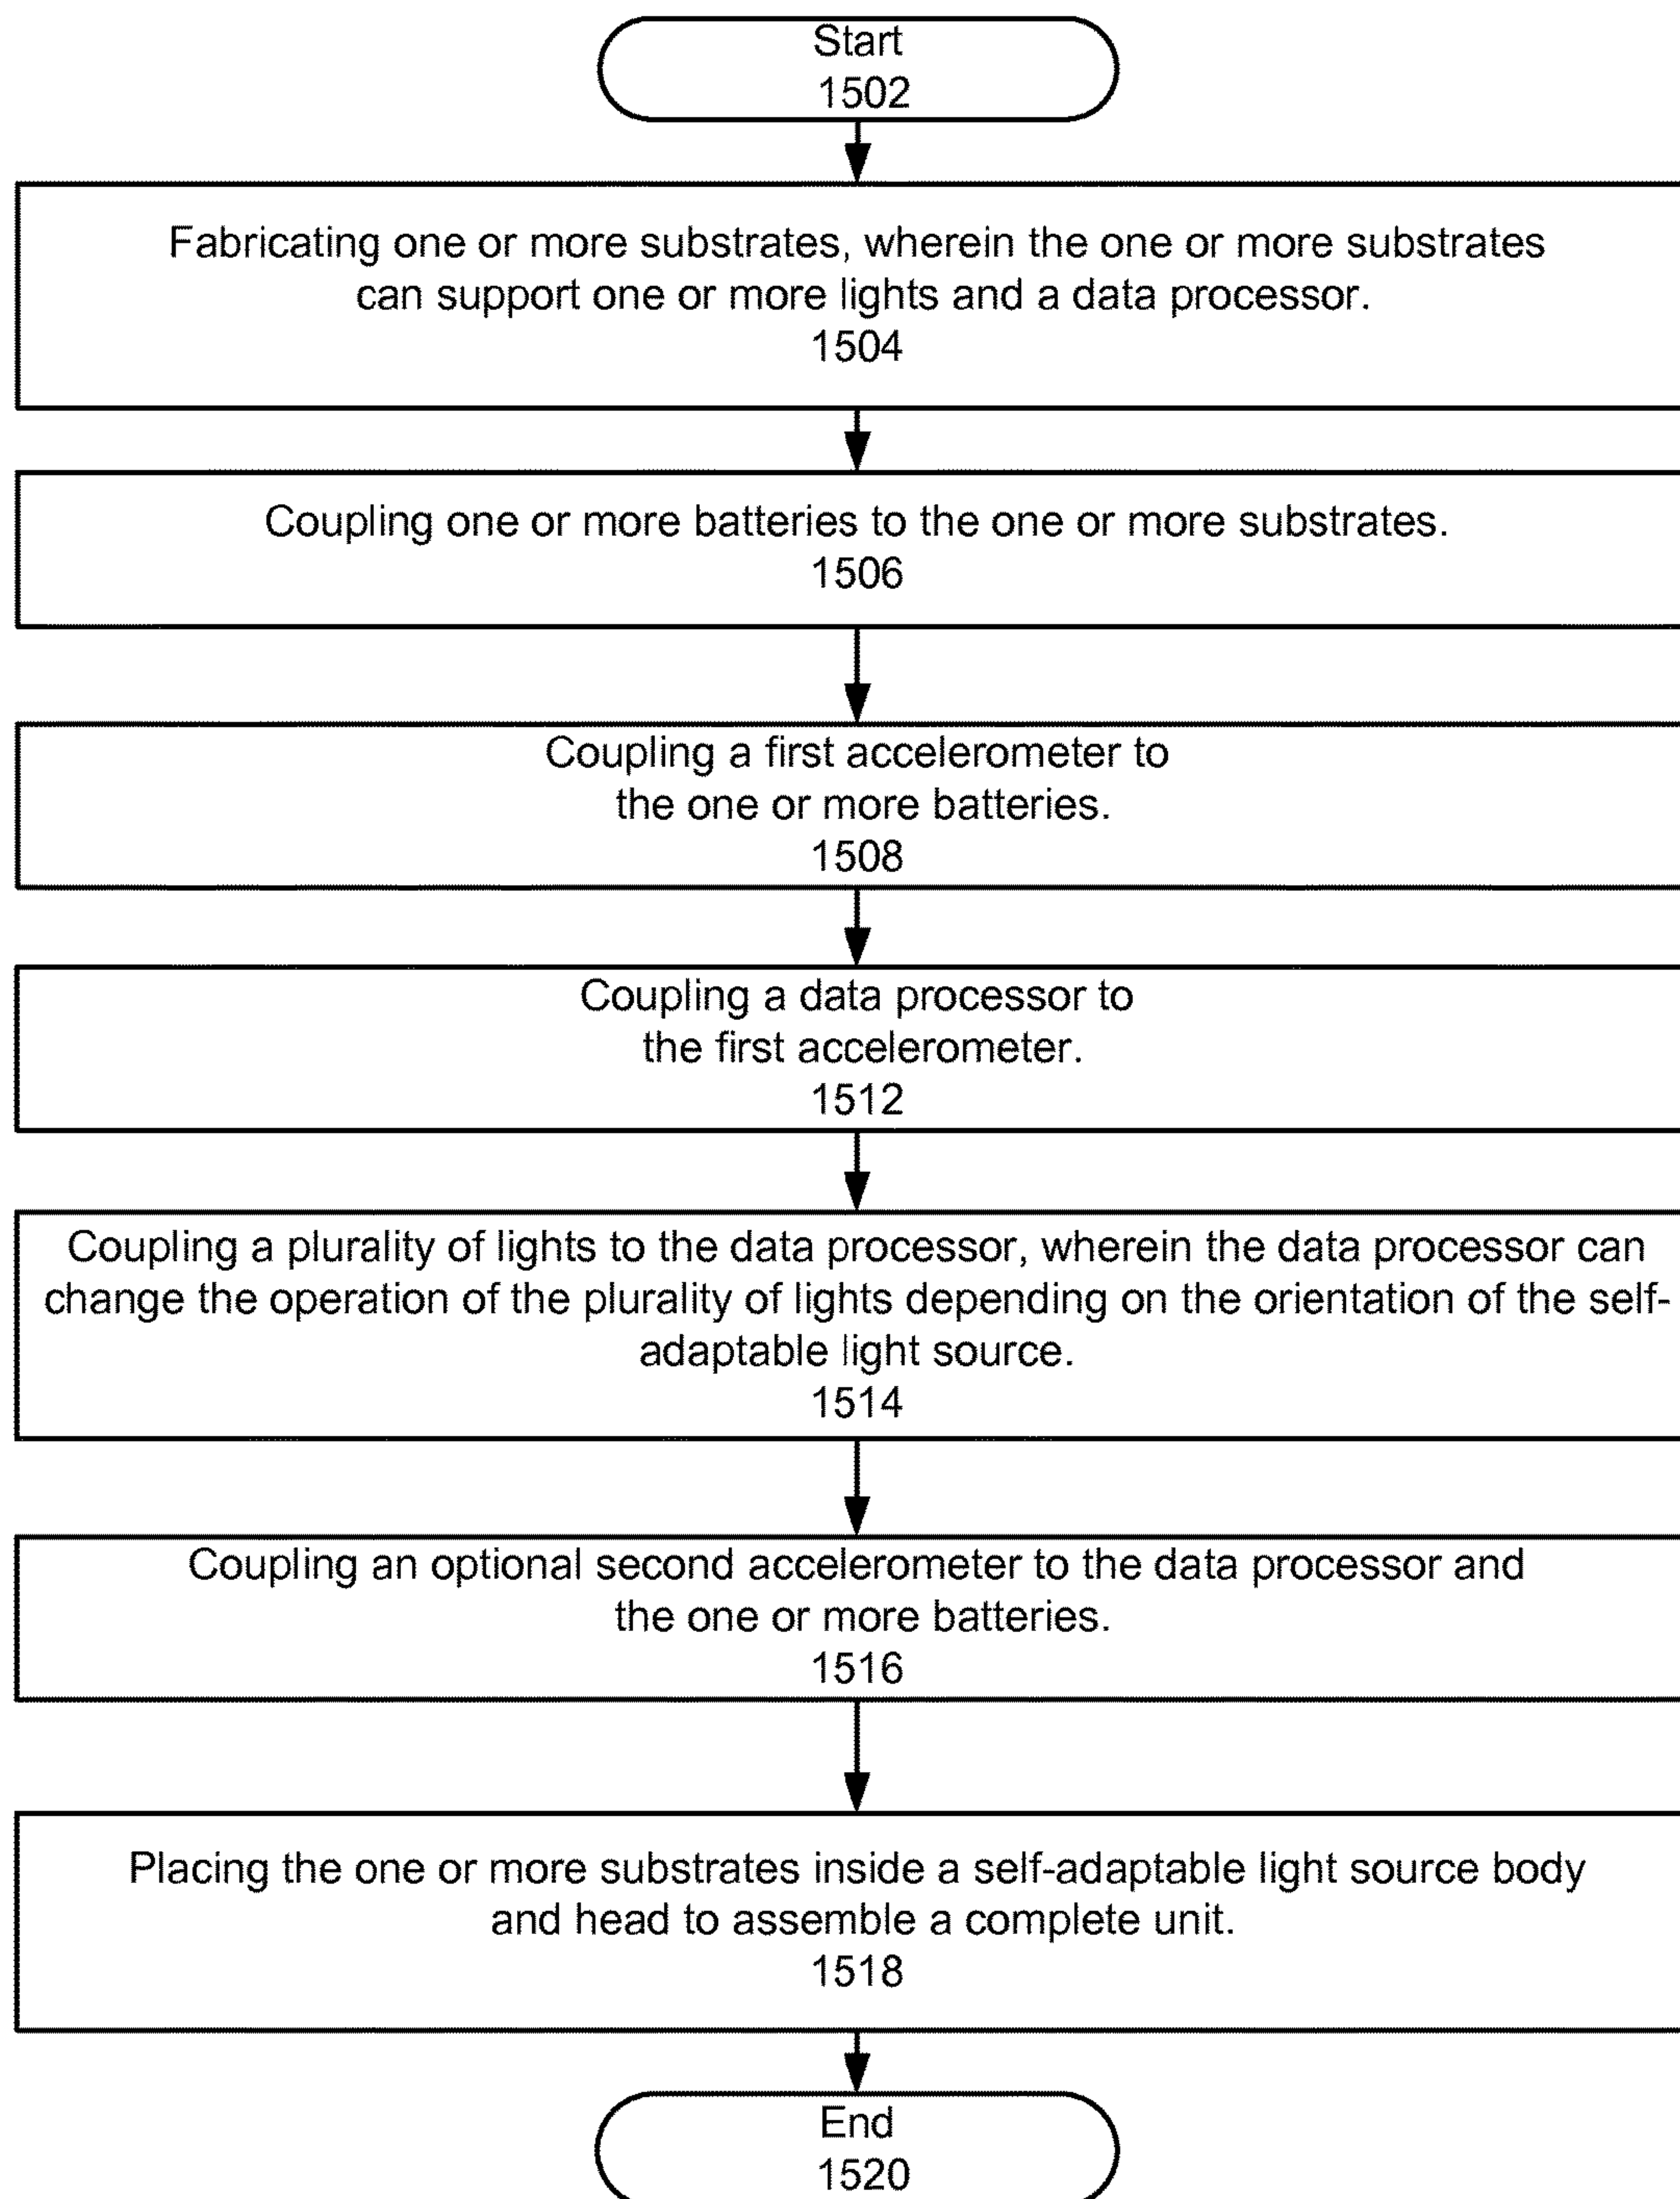 Start
1502
Fabricating one or more substrates, wherein the one or more substrates
can support one or more lights and a data processor.
1504
Coupling one or more batteries to the one or more substrates.
1506
Coupling a first accelerometer to
the one or more batteries.
1508
Coupling a data processor to
the first accelerometer.
1512
Coupling a plurality of lights to the data processor, wherein the data processor can
change the operation of the plurality of lights depending on the orientation of the self-
adaptable light source.
1514
Coupling an optional second accelerometer to the data processor and
the one or more batteries.
1516
Placing the one or more substrates inside a self-adaptable light source body
and head to assemble a complete unit.
1518
End
1520